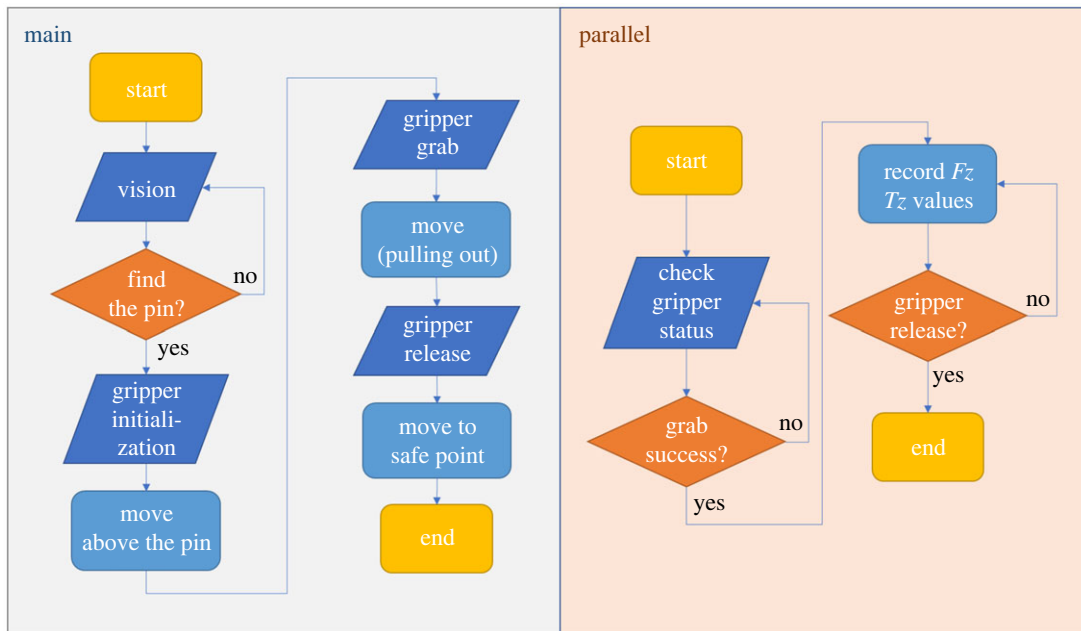 main
start
vision
find
the pin?
no
yes
gripper
initiali-
zation
move
above the pin
gripper
grab
move
(pulling out)
gripper
release
move to
safe point
end
parallel
start
check
gripper
status
grab
success?
no
yes
record Fz
Tz values
gripper
release?
no
yes
end